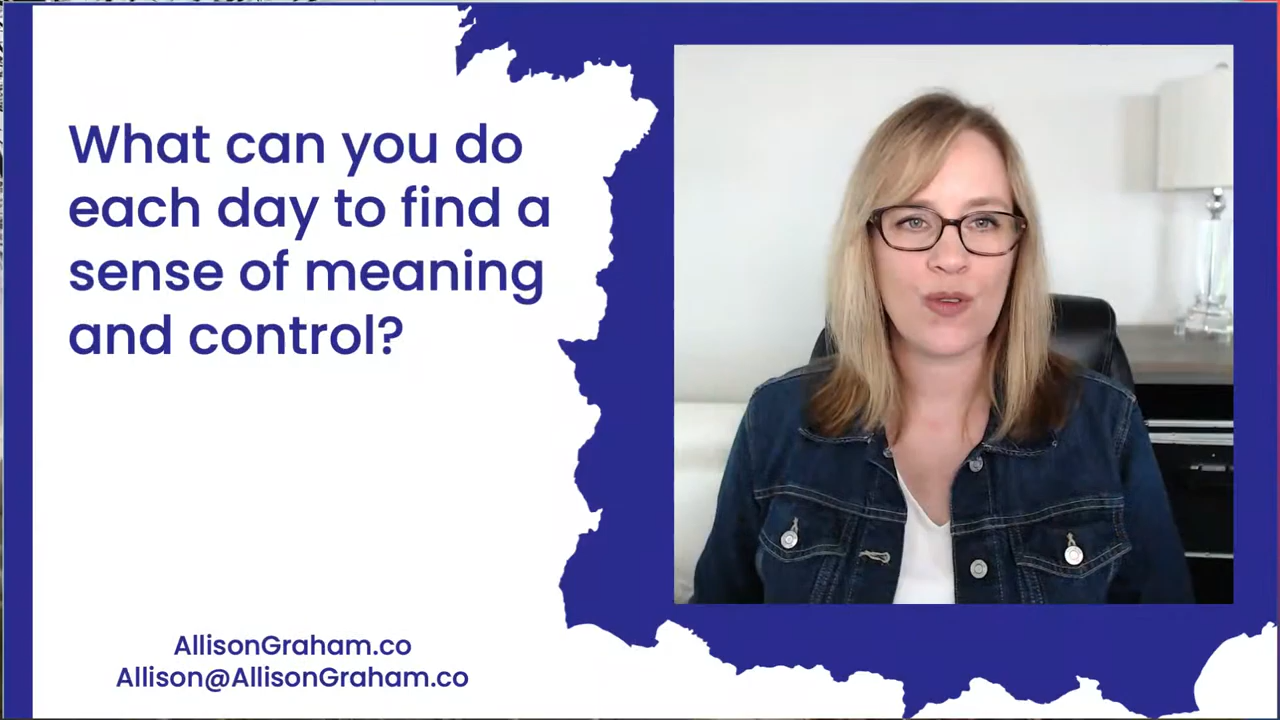 What can you do
each day to find a
sense of meaning
and control?
AllisonGraham.co
Allison@AllisonGraham.co